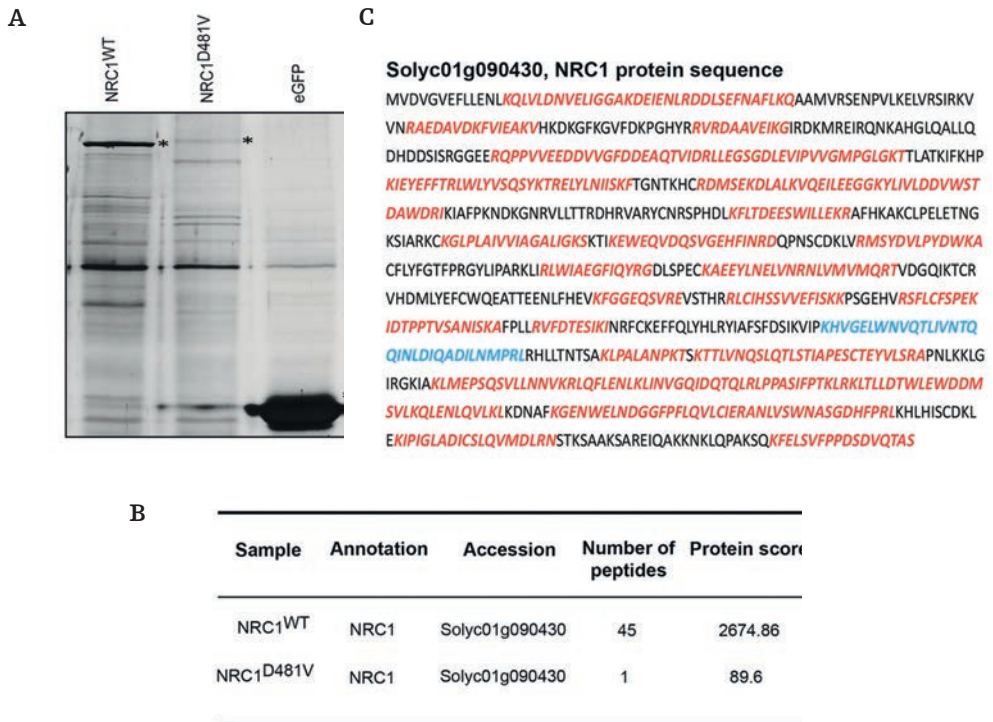 A
NRC1WT
NRC1D481V
eGFP
*
*
C
Solyc01g090430, NRC1 protein sequence
MVDVGVEFLLENLKQLVLDNVELIGGAKDEIENLRDDLSEFNAFLKQAAMVRSENPVLKELVRSIRKV
VNRAEDAVDKFVIEAKVHKDKGFKGVFDKPGHYRRVRDAAVEIKGIRDKMREIRQNKAHGLQALLQ
DHDDSISRGGEERQPPVVEEDDVVGFDDEAQTVIDRLLEGSGDLEVIPVVGMPGLGKTTLATKIFKHP
KIEYEFFTRLWLYVSQSYKTRELYLNIISKFTGNTKHCRDMSEKDLALKVQEILEEGGKYLIVLDDVWST
DAWDRIKIAFPKNDKGNRVLLTTRDHRVARYCNRSPHDLKFLTDEESWILLEKRAFHKAKCLPELETNG
KSIARKCKGLPLAIVVIAGALIGKSKTIKEWEQVDQSVGEHFINRDQPNSCDKLVRMSYDVLPYDWKA
CFLYFGTFPRGYLIPARKLIRLWIAEGFIQYRGDLSPECKAEEYLNELVNRNLVMVMQRTVDGQIKTCR
VHDMLYEFCWQEATTEENLFHEVKFGGEQSVREVSTHRRLCIHSSVVEFISKKPSGEHVRSFLCFSPEK
IDTPPTVSANISKAFPLLRVFDTESIKINRFCKEFFQLYHLRYIAFSFDSIKVIPKHVGELWNVQTLIVNTQ
QINLDIQADILNMPRLRHLLTNTSAKLPALANPKTSKTTLVNQSLQTLSTIAPESCTEYVLSRAPNLKKLG
IRGKIAKLMEPSQSVLLNNVKRLQFLENLKLINVGQIDQTQLRLPPASIFPTKLRKLTLLDTWLEWDDM
SVLKQLENLQVLKLKDNAFKGENWELNDGGFPFLQVLCIERANLVSWNASGDHFPRLKHLHISCDKL
EKIPIGLADICSLQVMDLRNSTKSAAKSAREIQAKKNKLQPAKSQKFELSVFPPDSDVQTAS
B
Sample Annotation Accession Number of peptides Protein score
NRC1WT NRC1 Solyc01g090430 45 2674.86
NRC1D481V NRC1 Solyc01g090430 1 89.6